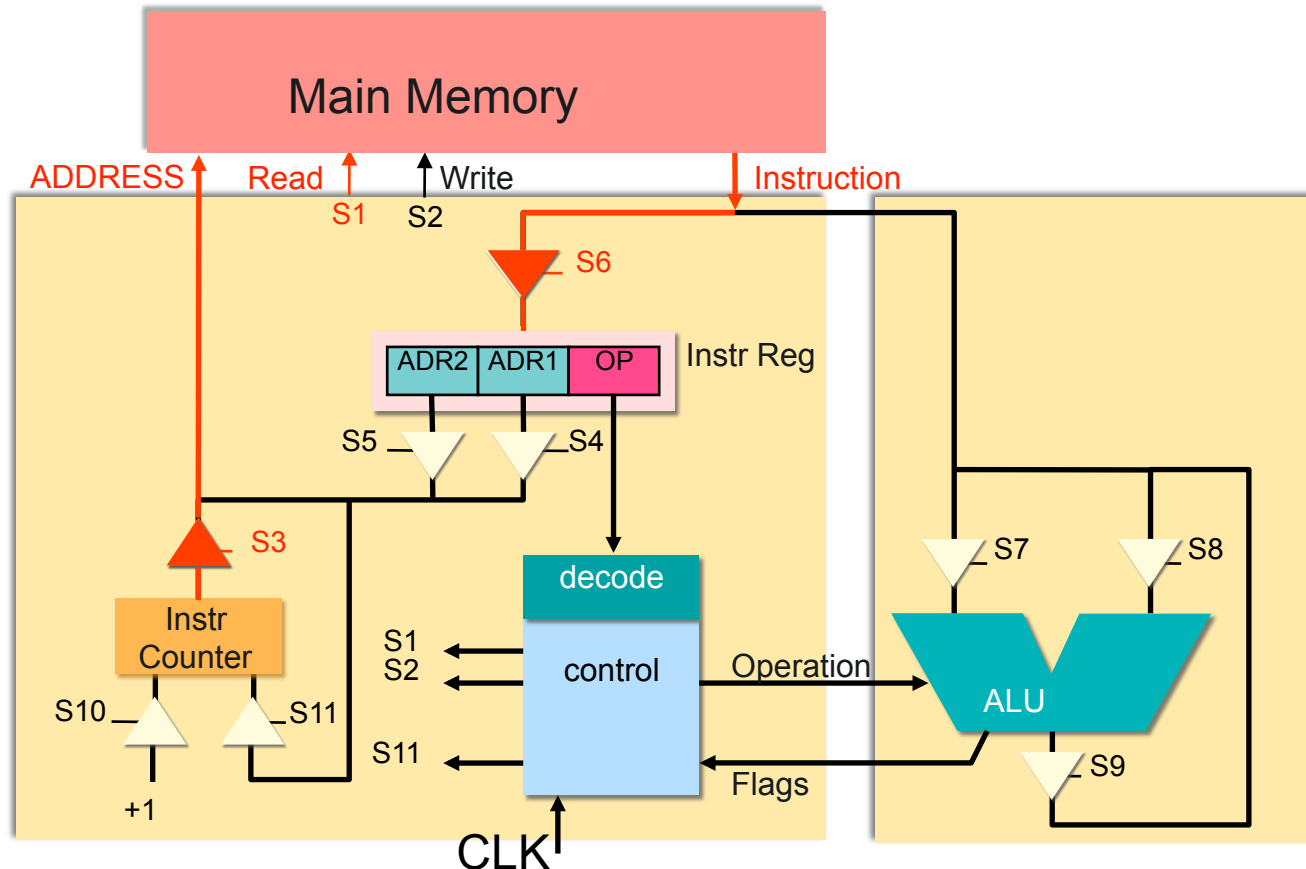 Main Memory
ADDRESS
Read
Write
Instruction
S1
S2
S6
ADR2
ADR1
OP
Instr Reg
S5
S4
S3
S7
S8
decode
Instr
Counter
S1
S2
control
Operation
ALU
S10
S11
S11
Flags
S9
+1
CLK